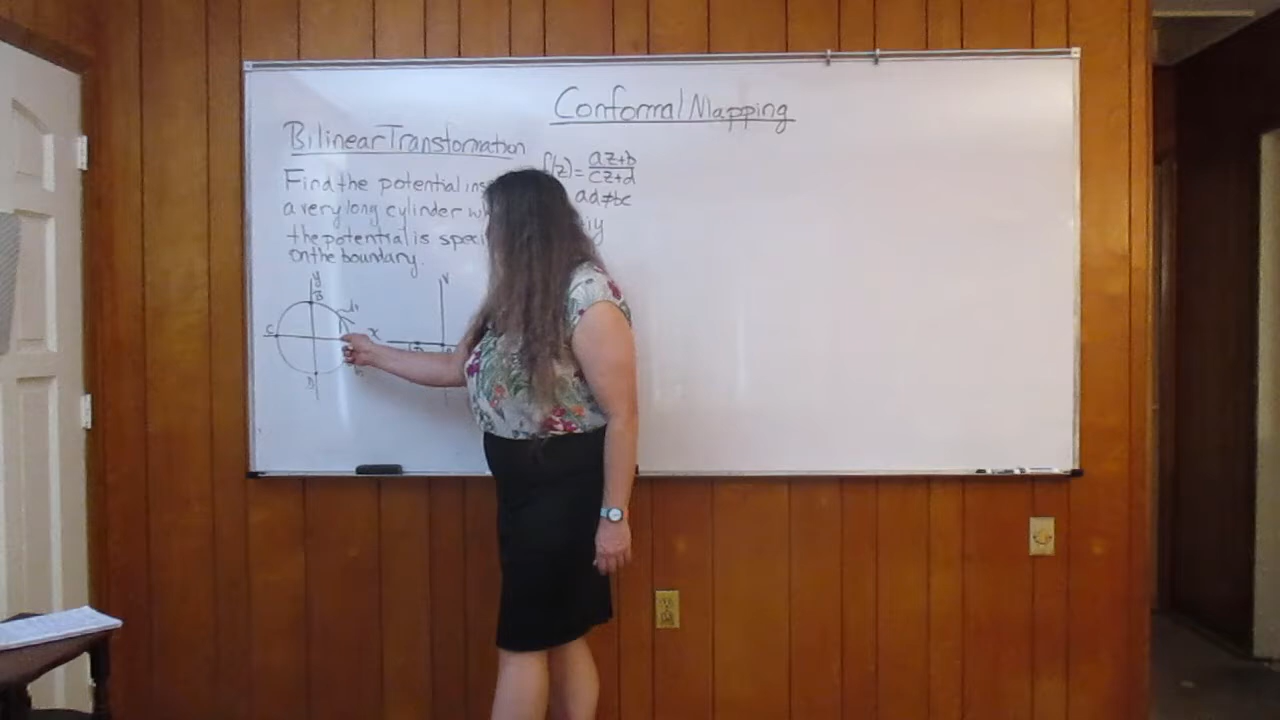 Conformal Mapping
Bilinear Transformation
f(z) = az+b
cz+d
Find the potential ins
ad≠bc
a very long cylinder wh
iy
the potential is speci
on the boundary.
y
B
C
x
D
v